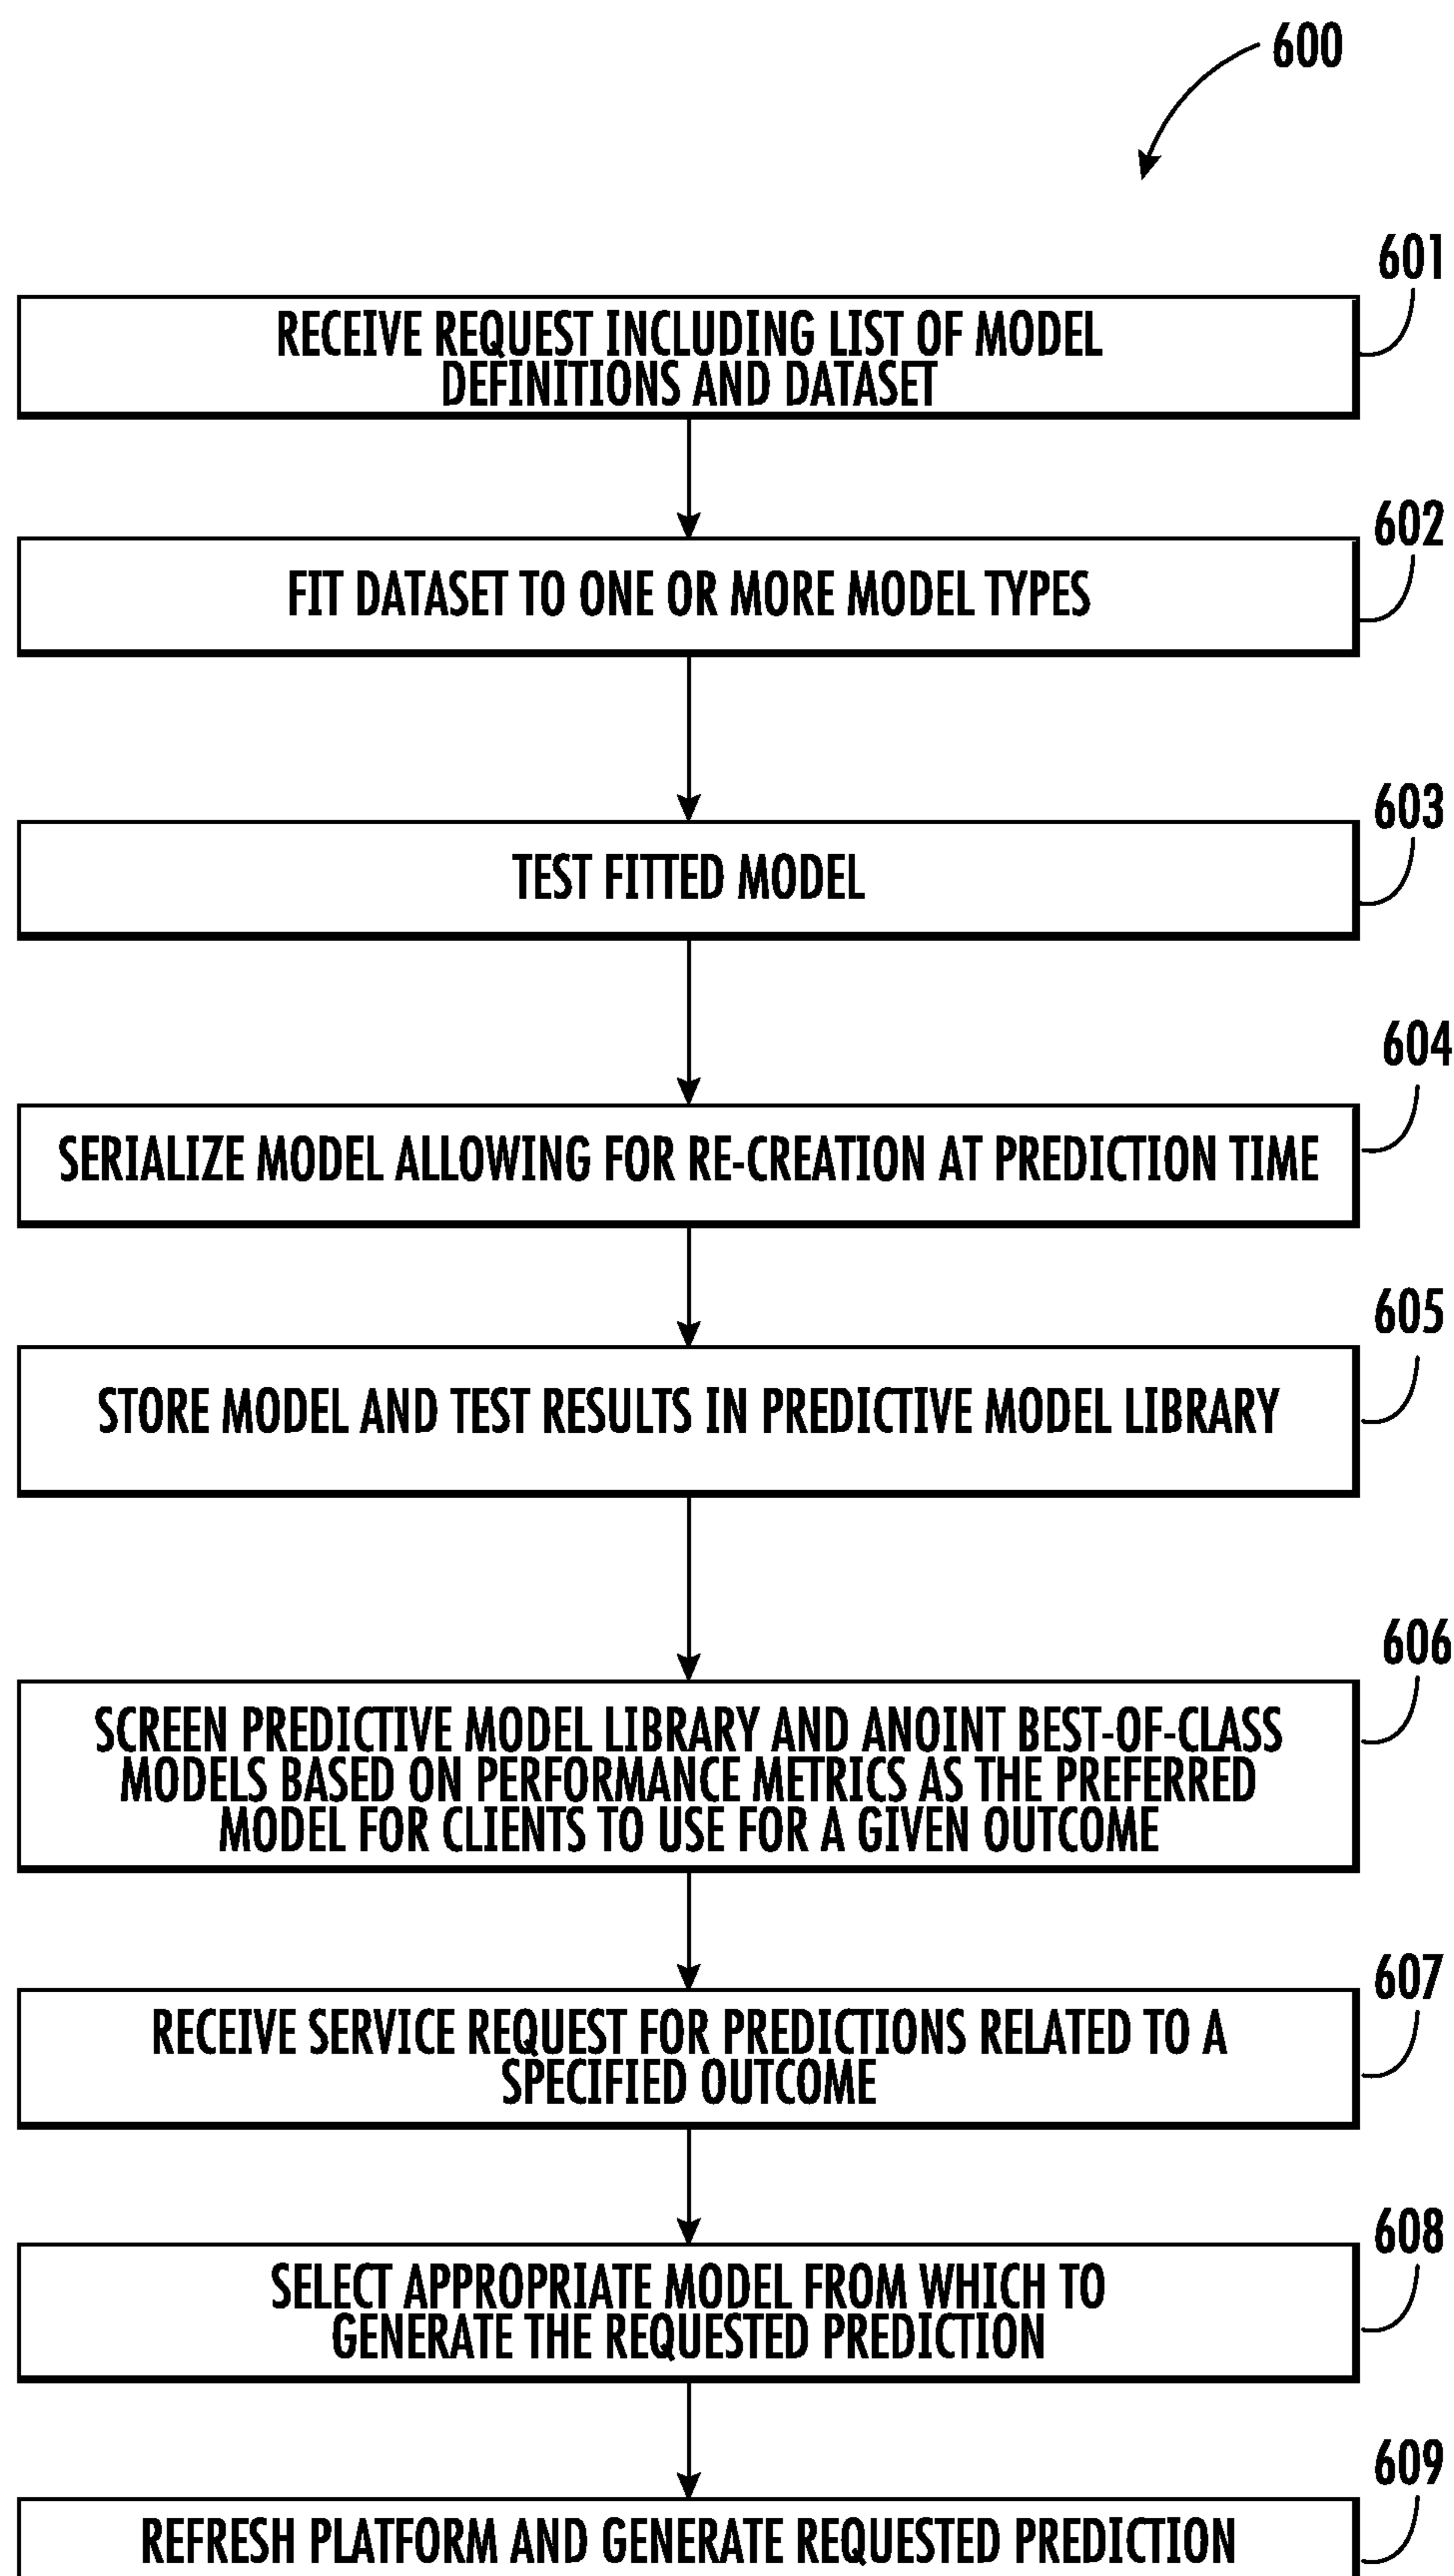 600
601
RECEIVE REQUEST INCLUDING LIST OF MODEL
DEFINITIONS AND DATASET
602
FIT DATASET TO ONE OR MORE MODEL TYPES
603
TEST FITTED MODEL
604
SERIALIZE MODEL ALLOWING FOR RE-CREATION AT PREDICTION TIME
605
STORE MODEL AND TEST RESULTS IN PREDICTIVE MODEL LIBRARY
606
SCREEN PREDICTIVE MODEL LIBRARY AND ANOINT BEST-OF-CLASS
MODELS BASED ON PERFORMANCE METRICS AS THE PREFERRED
MODEL FOR CLIENTS TO USE FOR A GIVEN OUTCOME
607
RECEIVE SERVICE REQUEST FOR PREDICTIONS RELATED TO A
SPECIFIED OUTCOME
608
SELECT APPROPRIATE MODEL FROM WHICH TO
GENERATE THE REQUESTED PREDICTION
609
REFRESH PLATFORM AND GENERATE REQUESTED PREDICTION